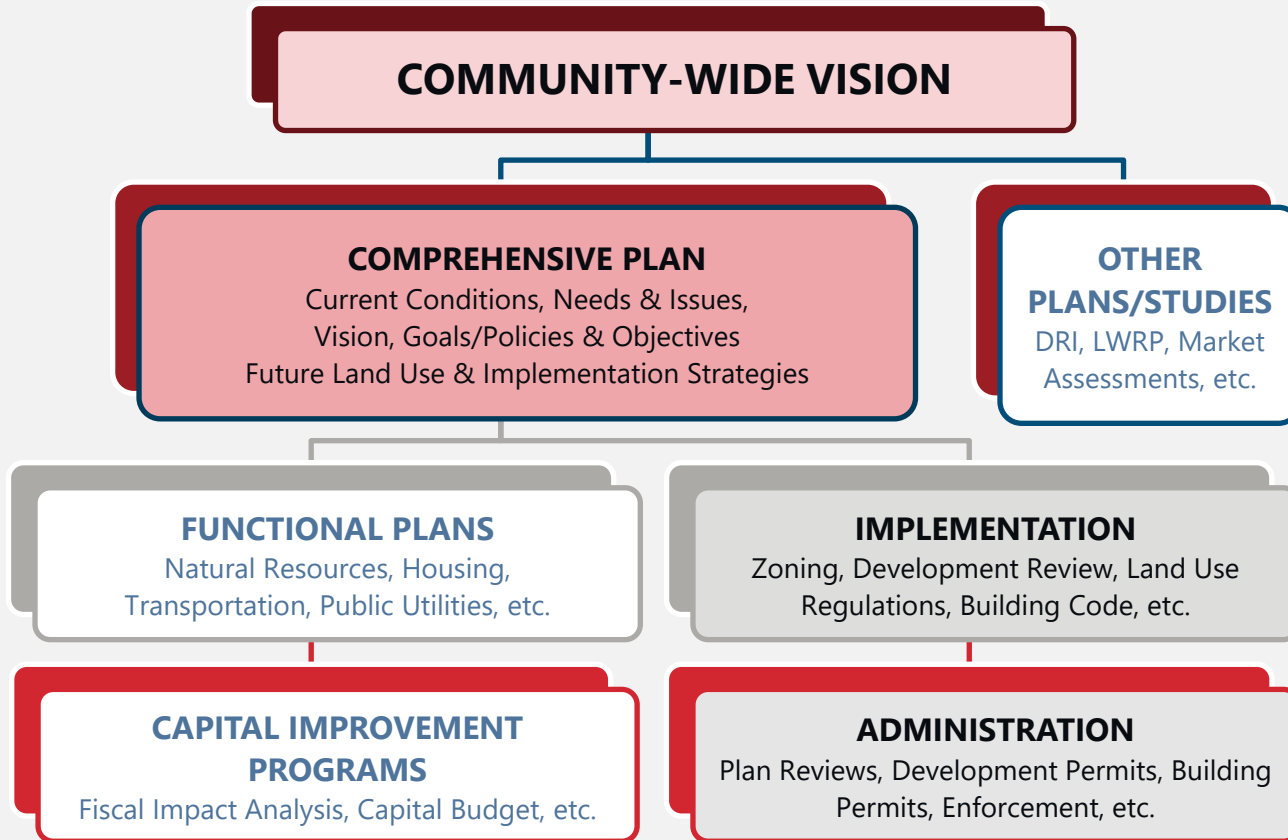 COMMUNITY-WIDE VISION
COMPREHENSIVE PLAN
Current Conditions, Needs & Issues,
Vision, Goals/Policies & Objectives
Future Land Use & Implementation Strategies
OTHER
PLANS/STUDIES
DRI, LWRP, Market
Assessments, etc.
FUNCTIONAL PLANS
Natural Resources, Housing,
Transportation, Public Utilities, etc.
IMPLEMENTATION
Zoning, Development Review, Land Use
Regulations, Building Code, etc.
CAPITAL IMPROVEMENT
PROGRAMS
Fiscal Impact Analysis, Capital Budget, etc.
ADMINISTRATION
Plan Reviews, Development Permits, Building
Permits, Enforcement, etc.